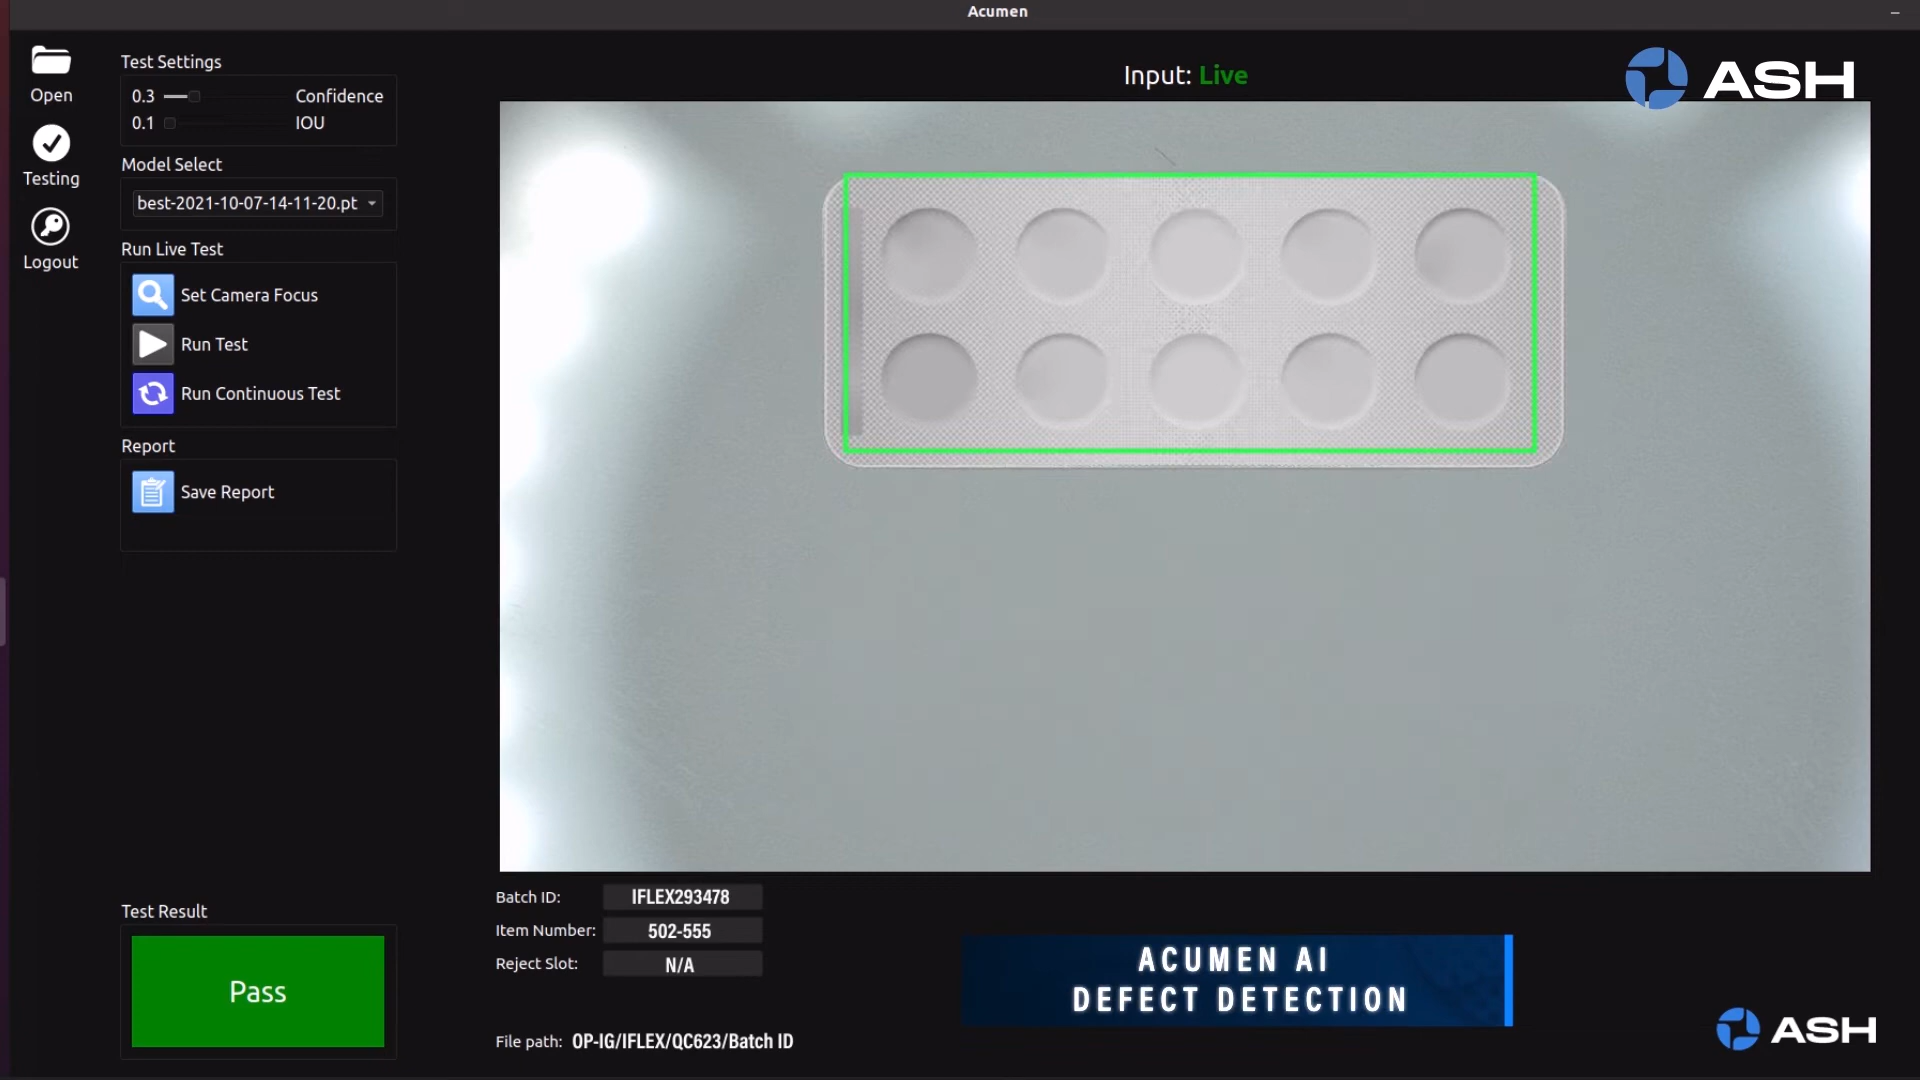 Acumen
Open
Testing
Logout
Test Settings
0.3 Confidence
0.1 IOU
Model Select
best-2021-10-07-14-11-20.pt
Run Live Test
Set Camera Focus
Run Test
Run Continuous Test
Report
Save Report
Test Result
Pass
Input: Live
ASH
Batch ID: IFLEX293478
Item Number: 502-555
Reject Slot: N/A
File path: OP-IG/IFLEX/QC623/Batch ID
ACUMEN AI
DEFECT DETECTION
ASH